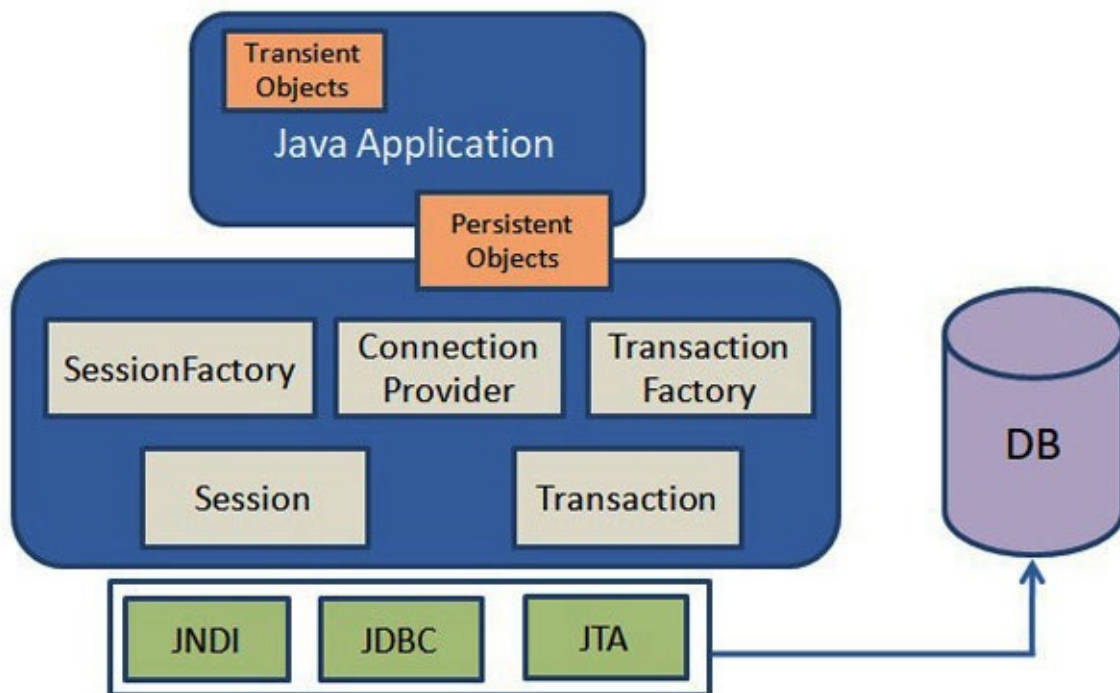 Transient
Objects
Java Application
Persistent
Objects
SessionFactory
Connection
Provider
Transaction
Factory
Session
Transaction
DB
JNDI
JDBC
JTA